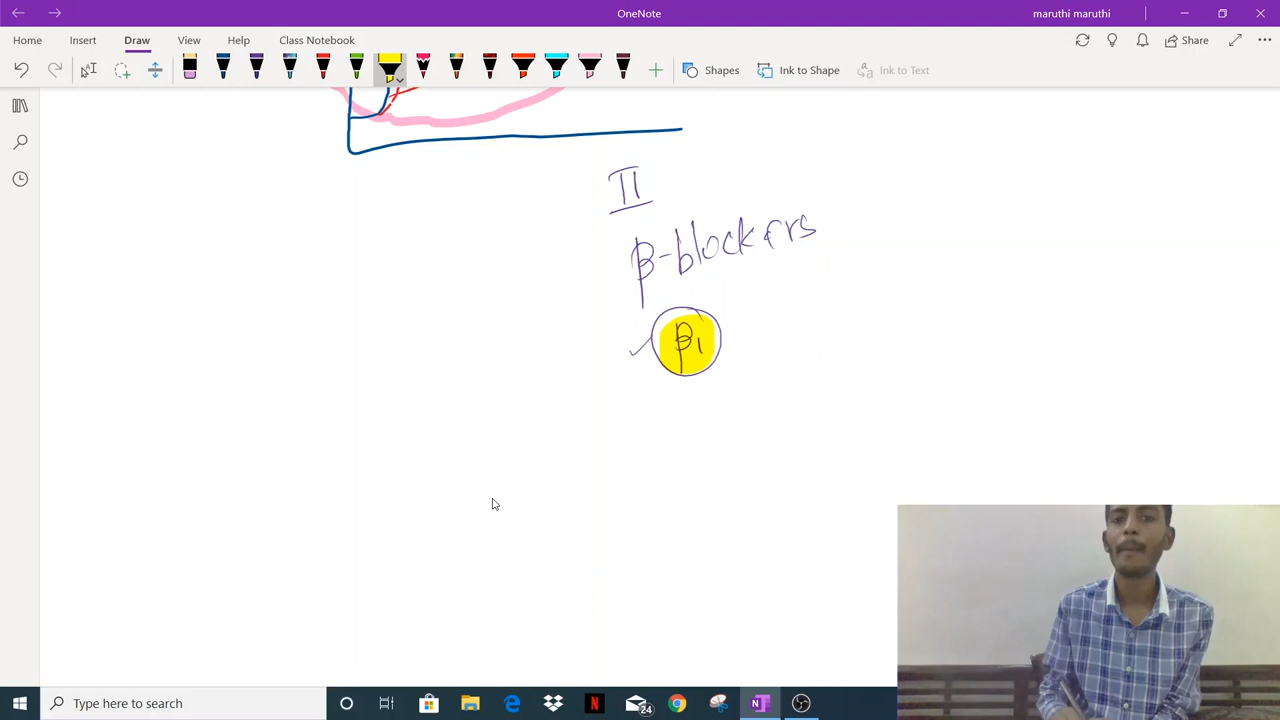 OneNote
maruthi maruthi
Home Insert Draw View Help Class Notebook
Share
Shapes
Ink to Shape
Ink to Text
II
β-blockers
β1
Type here to search
24